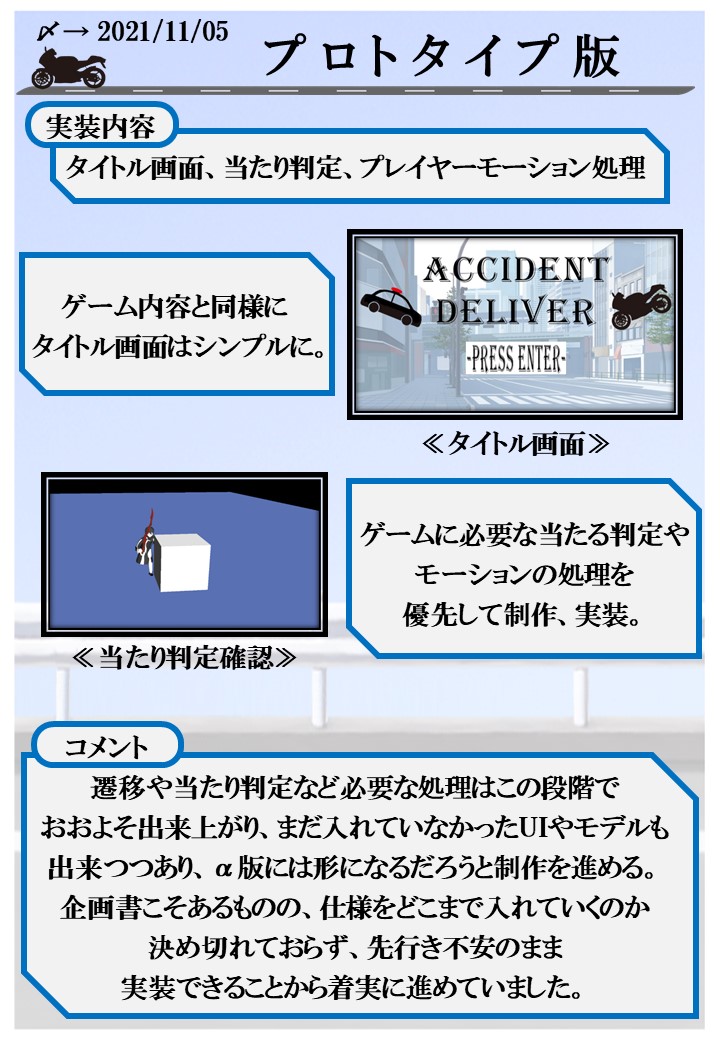 〆→ 2021/11/05
プロトタイプ版
実装内容
タイトル画面、当たり判定、プレイヤーモーション処理
ゲーム内容と同様に
タイトル画面はシンプルに。
ACCIDENT
DELIVER
-PRESS ENTER-
≪タイトル画面≫
ゲームに必要な当たる判定や
モーションの処理を
優先して制作、実装。
≪当たり判定確認≫
コメント
遷移や当たり判定など必要な処理はこの段階で
おおよそ出来上がり、まだ入れていなかったUIやモデルも
出来つつあり、α版には形になるだろうと制作を進める。
企画書こそあるものの、仕様をどこまで入れていくのか
決め切れておらず、先行き不安のまま
実装できることから着実に進めていました。